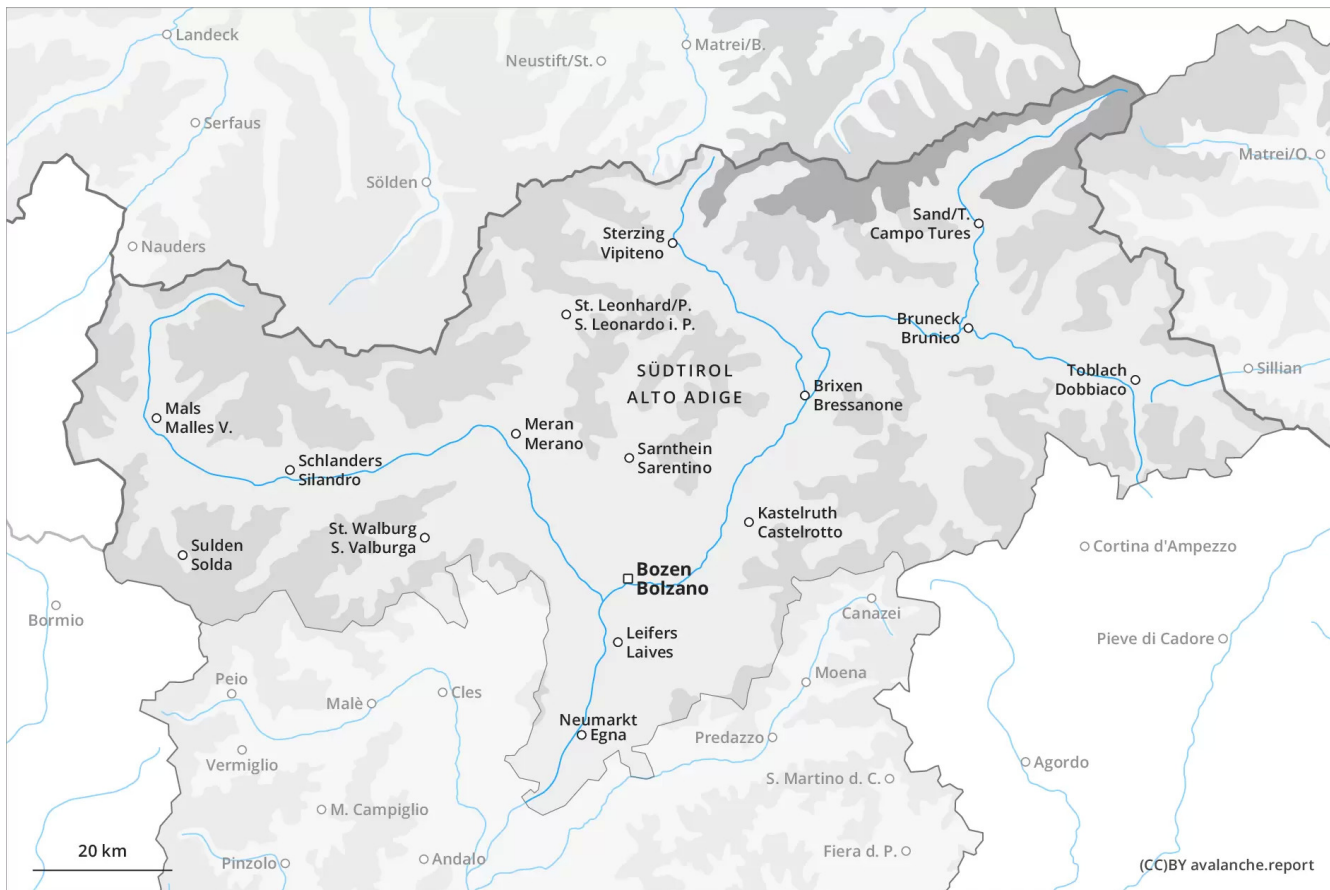 Landeck
Matrei/B.
Neustift/St.
Serfaus
Matrei/O.
Sölden
Sand/T.
Campo Tures
Nauders
Sterzing
Vipiteno
St. Leonhard/P.
S. Leonardo i. P.
Bruneck
Brunico
SÜDTIROL
ALTO ADIGE
Toblach
Dobbiaco
Sillian
Brixen
Bressanone
Mals
Malles V.
Meran
Merano
Sarnthein
Sarentino
Schlanders
Silandro
Kastelruth
Castelrotto
St. Walburg
S. Valburga
Sulden
Solda
Cortina d'Ampezzo
Bozen
Bolzano
Bormio
Canazei
Leifers
Laives
Pieve di Cadore
Peio
Moena
Malè
Cles
Neumarkt
Egna
Predazzo
Vermiglio
Agordo
S. Martino d. C.
M. Campiglio
20 km
Pinzolo
Andalo
Fiera d. P.
(CC)BY avalanche.report